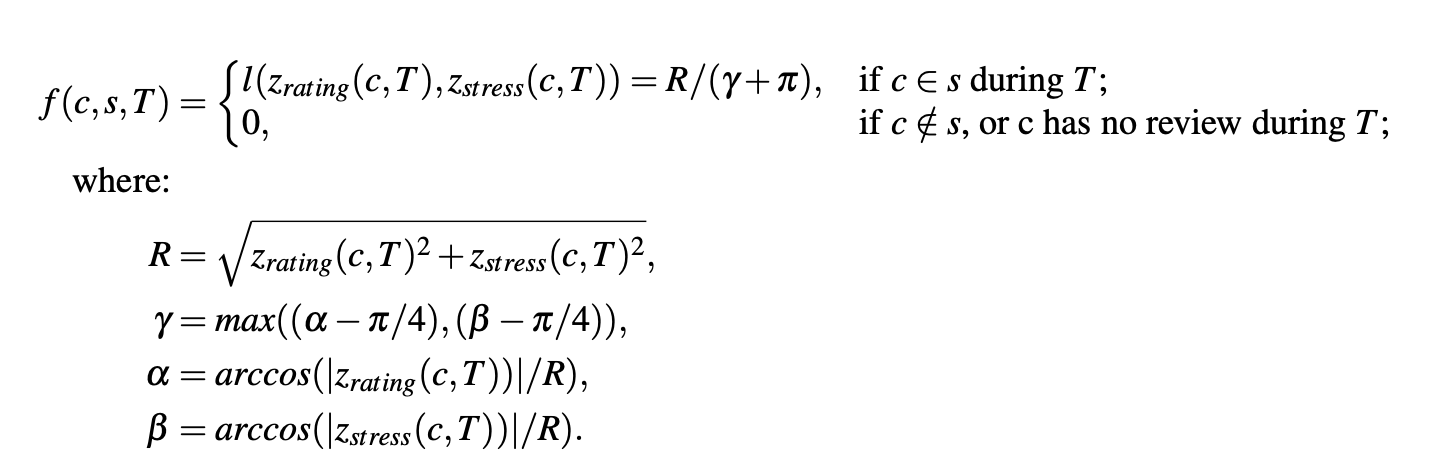 f(c,s,T) = { l(z_rating(c,T), z_stress(c,T)) = R/(γ+π), if c ∈ s during T;
0, if c ∉ s, or c has no review during T;
where:
R = √(z_rating(c,T)² + z_stress(c,T)²),
γ = max((α − π/4),(β − π/4)),
α = arccos(|z_rating(c,T))|/R),
β = arccos(|z_stress(c,T))|/R).